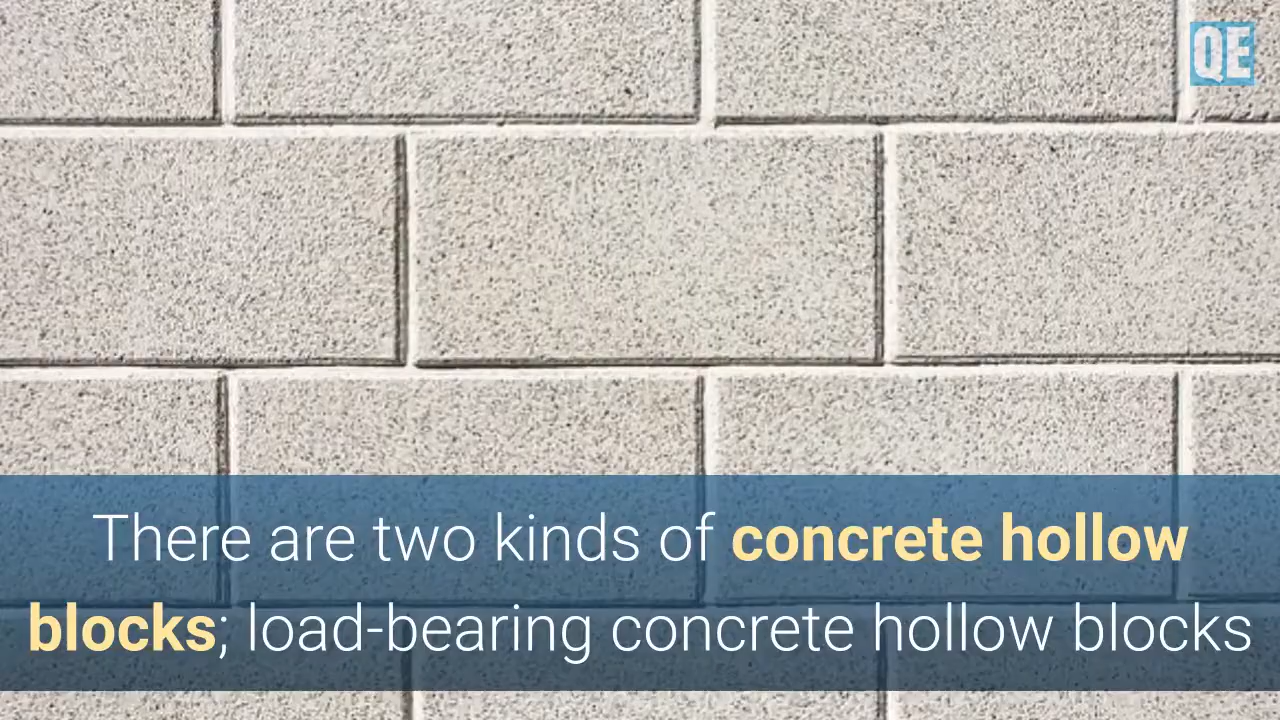 QE
There are two kinds of concrete hollow
blocks; load-bearing concrete hollow blocks